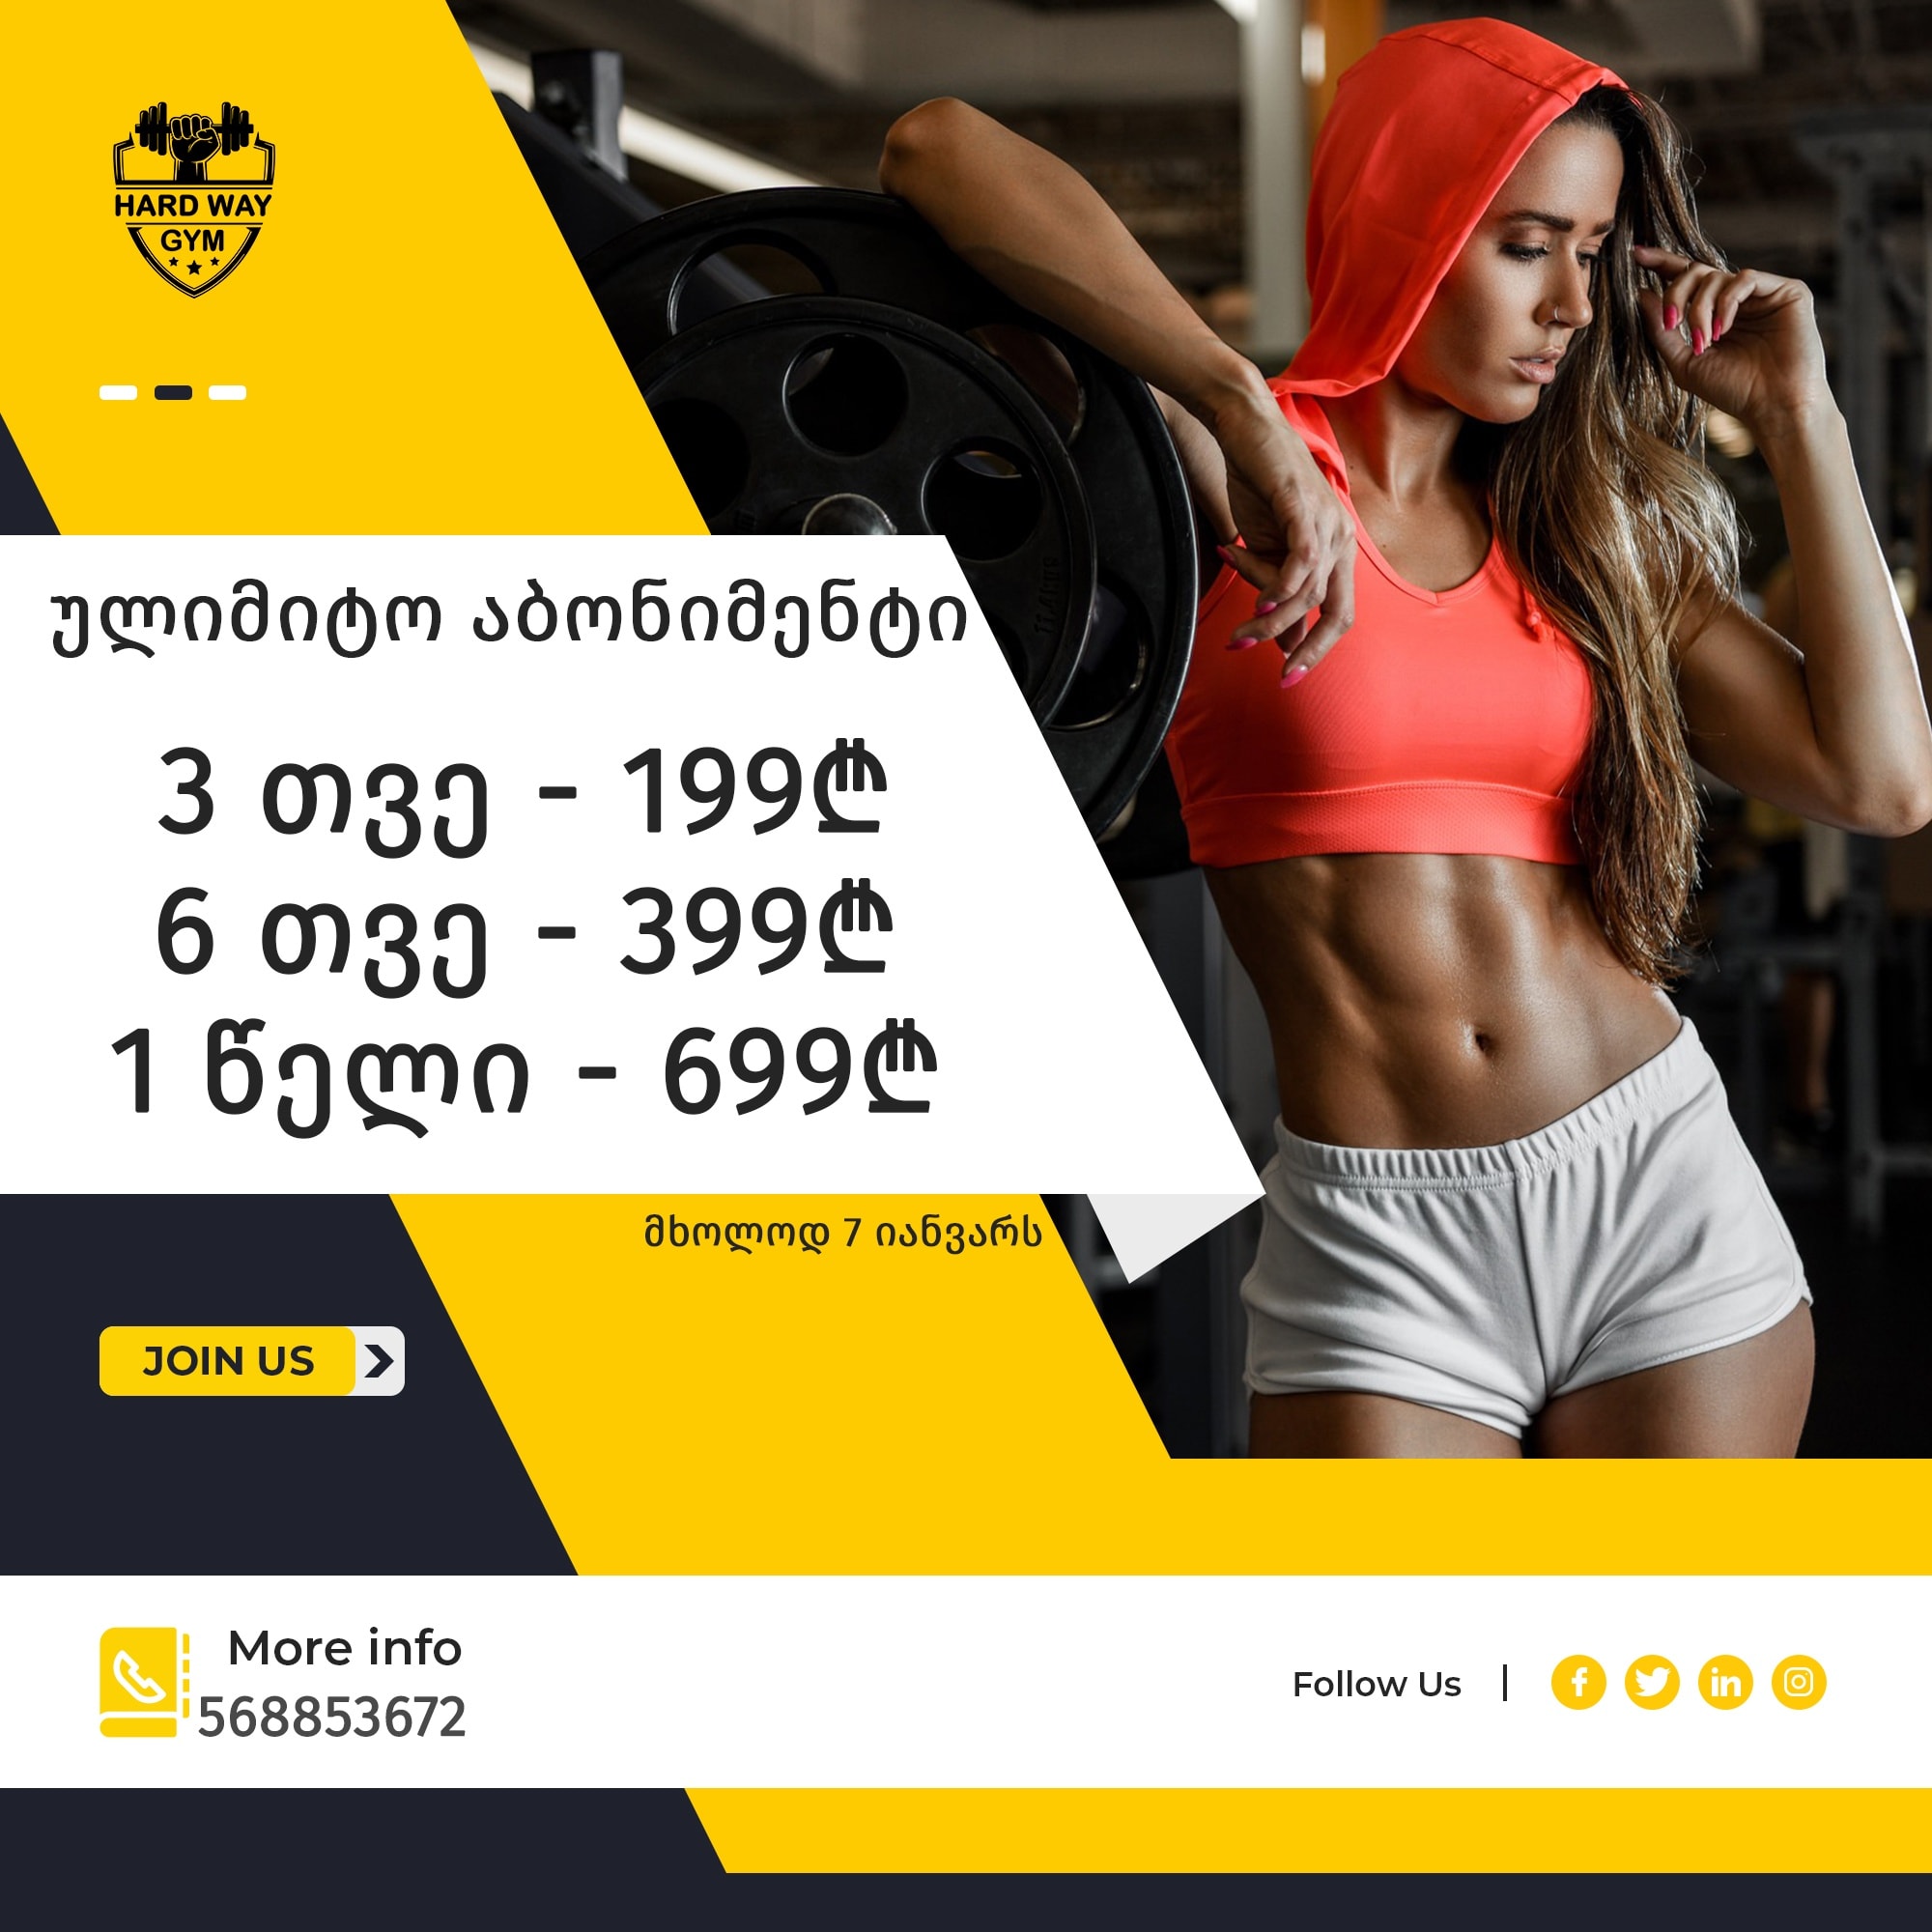 HARD WAY
GYM
ულიმიტო აბონიმენტი
3 თვე - 199₾
6 თვე - 399₾
1 წელი - 699₾
მხოლოდ 7 იანვარს
JOIN US
More info
568853672
Follow Us